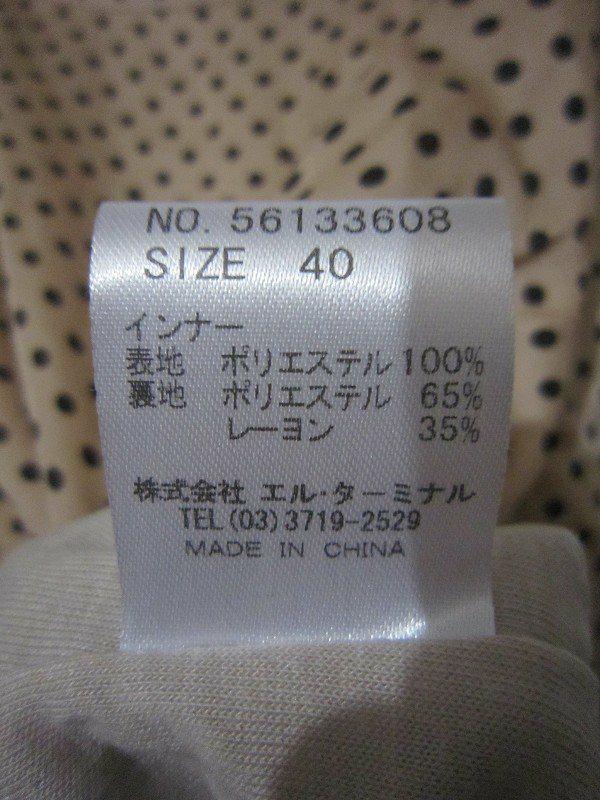 NO. 56133608
SIZE 40
インナー
表地 ポリエステル 100%
裏地 ポリエステル 65%
レーヨン 35%
株式会社 エル・ターミナル
TEL (03) 3719-2529
MADE IN CHINA